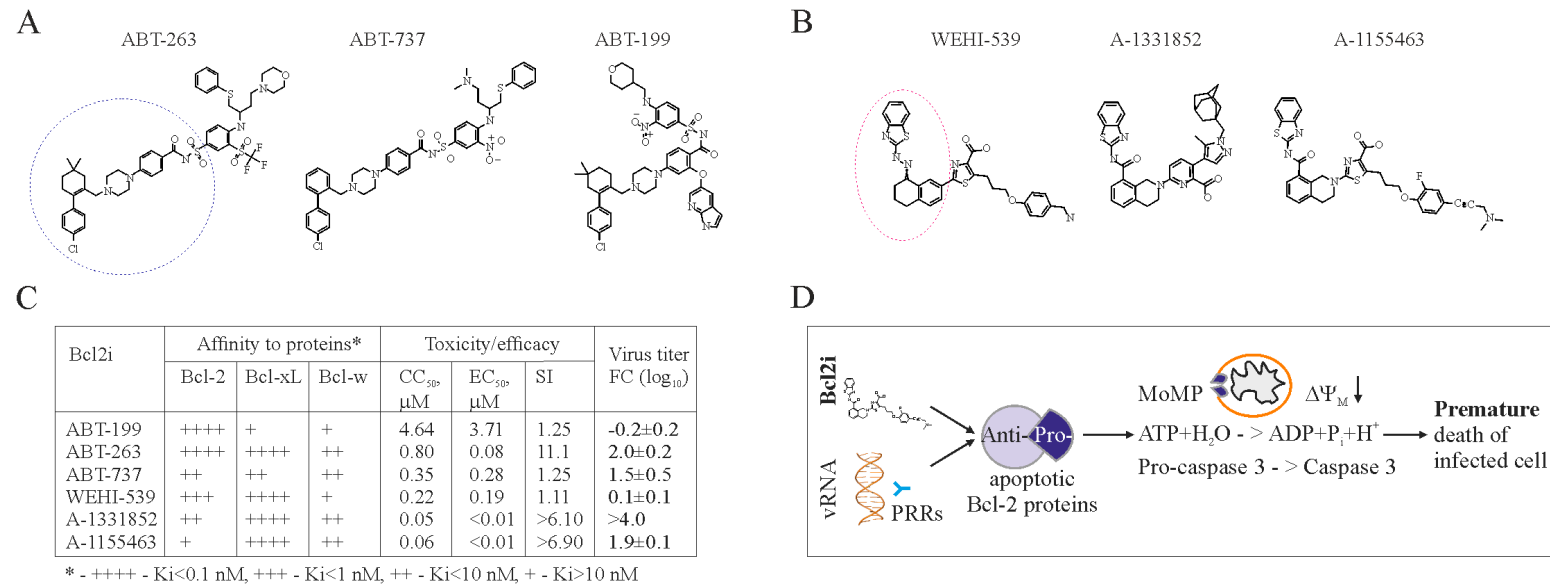 A
ABT-263 ABT-737 ABT-199
B
WEHI-539 A-1331852 A-1155463
C
Bcl2i Affinity to proteins* Toxicity/efficacy Virus titer FC (log₁₀)
Bcl-2 Bcl-xL Bcl-w CC₅₀, µM EC₅₀, µM SI
ABT-199 ++++ + + 4.64 3.71 1.25 -0.2±0.2
ABT-263 ++++ ++++ ++ 0.80 0.08 11.1 2.0±0.2
ABT-737 ++ ++ ++ 0.35 0.28 1.25 1.5±0.5
WEHI-539 +++ ++++ + 0.22 0.19 1.11 0.1±0.1
A-1331852 ++ ++++ ++ 0.05 <0.01 >6.10 >4.0
A-1155463 + ++++ ++ 0.06 <0.01 >6.90 1.9±0.1
* - ++++ - Ki<0.1 nM, +++ - Ki<1 nM, ++ - Ki<10 nM, + - Ki>10 nM
D
Bcl2i
vRNA
PRRs
Anti- Pro-
apoptotic
Bcl-2 proteins
MoMP ΔΨM
ATP+H₂O - > ADP+Pᵢ+H⁺
Pro-caspase 3 - > Caspase 3
Premature
death of
infected cell